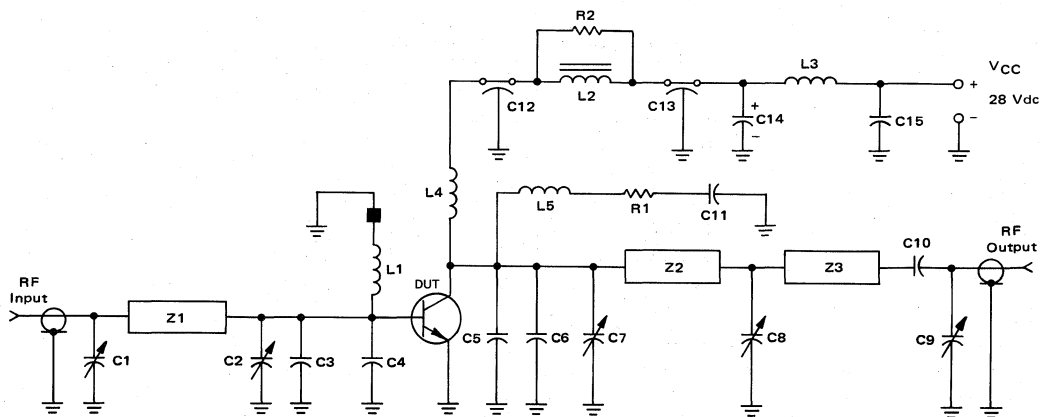 R2
L3
VCC
+
28 Vdc
C12
L2
C13
+
C14
−
C15
−
L4
L5
R1
C11
L1
RF
Input
DUT
Z1
Z2
Z3
C10
RF
Output
C1
C2
C3
C4
C5
C6
C7
C8
C9